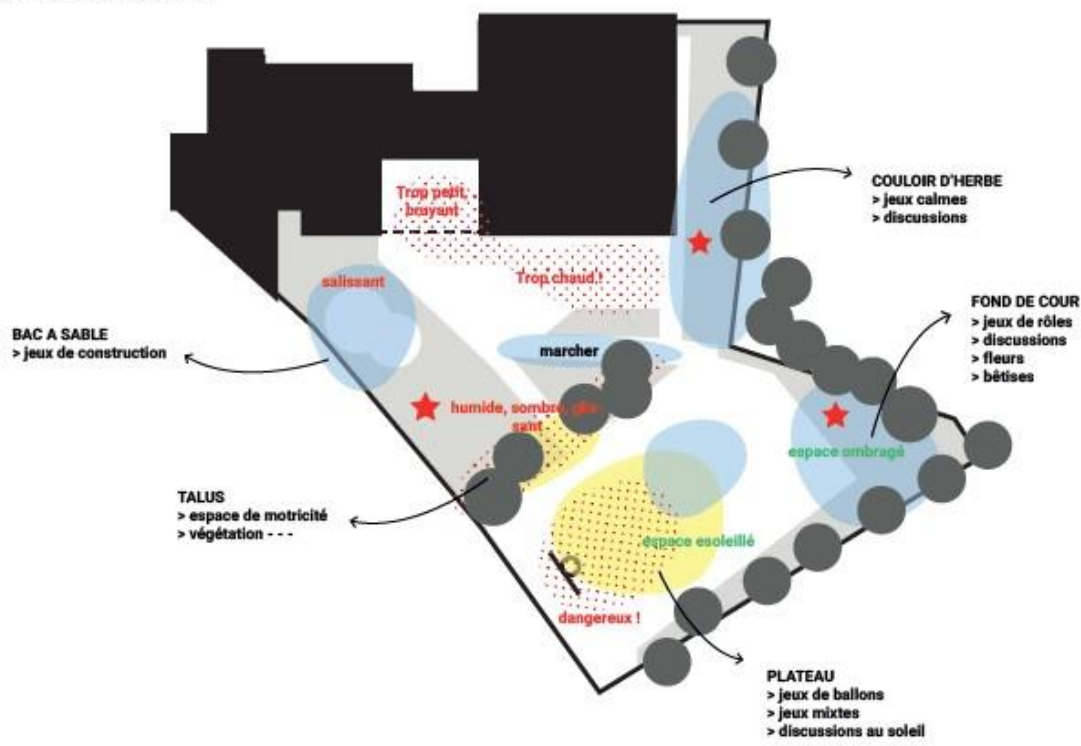 Trop petit,
bruyant
COULOIR D'HERBE
> jeux calmes
> discussions
Trop chaud !
salissant
FOND DE COUR
> jeux de rôles
> discussions
> fleurs
> bêtises
BAC A SABLE
> jeux de construction
marcher
humide, sombre, glis-
sant
espace ombragé
TALUS
> espace de motricité
> végétation - - -
espace esoleillé
dangereux !
PLATEAU
> jeux de ballons
> jeux mixtes
> discussions au soleil